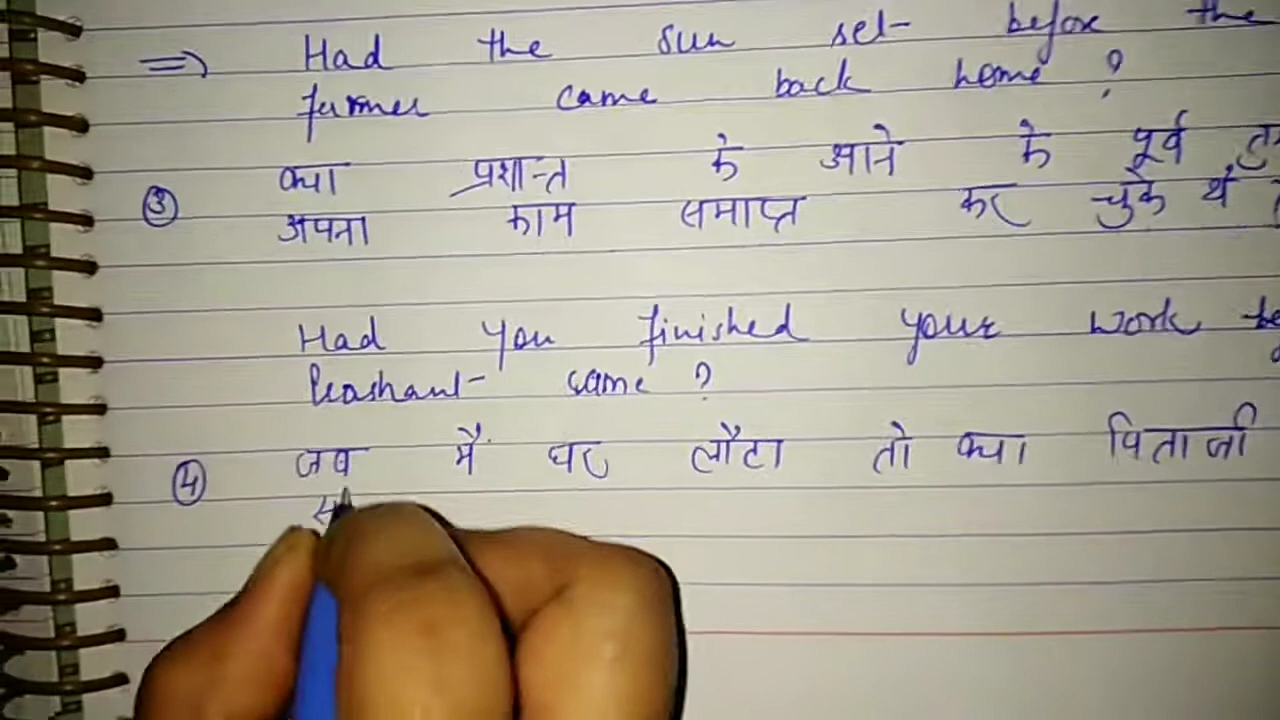 ⇒ Had the sun set before the
farmer came back home ?
③ क्या प्रशान्त के आने के पूर्व
अपना काम समाप्त कर चुके थे
Had you finished your work
Prashant came ?
④ जब मैं घर लौटा तो क्या पिताजी